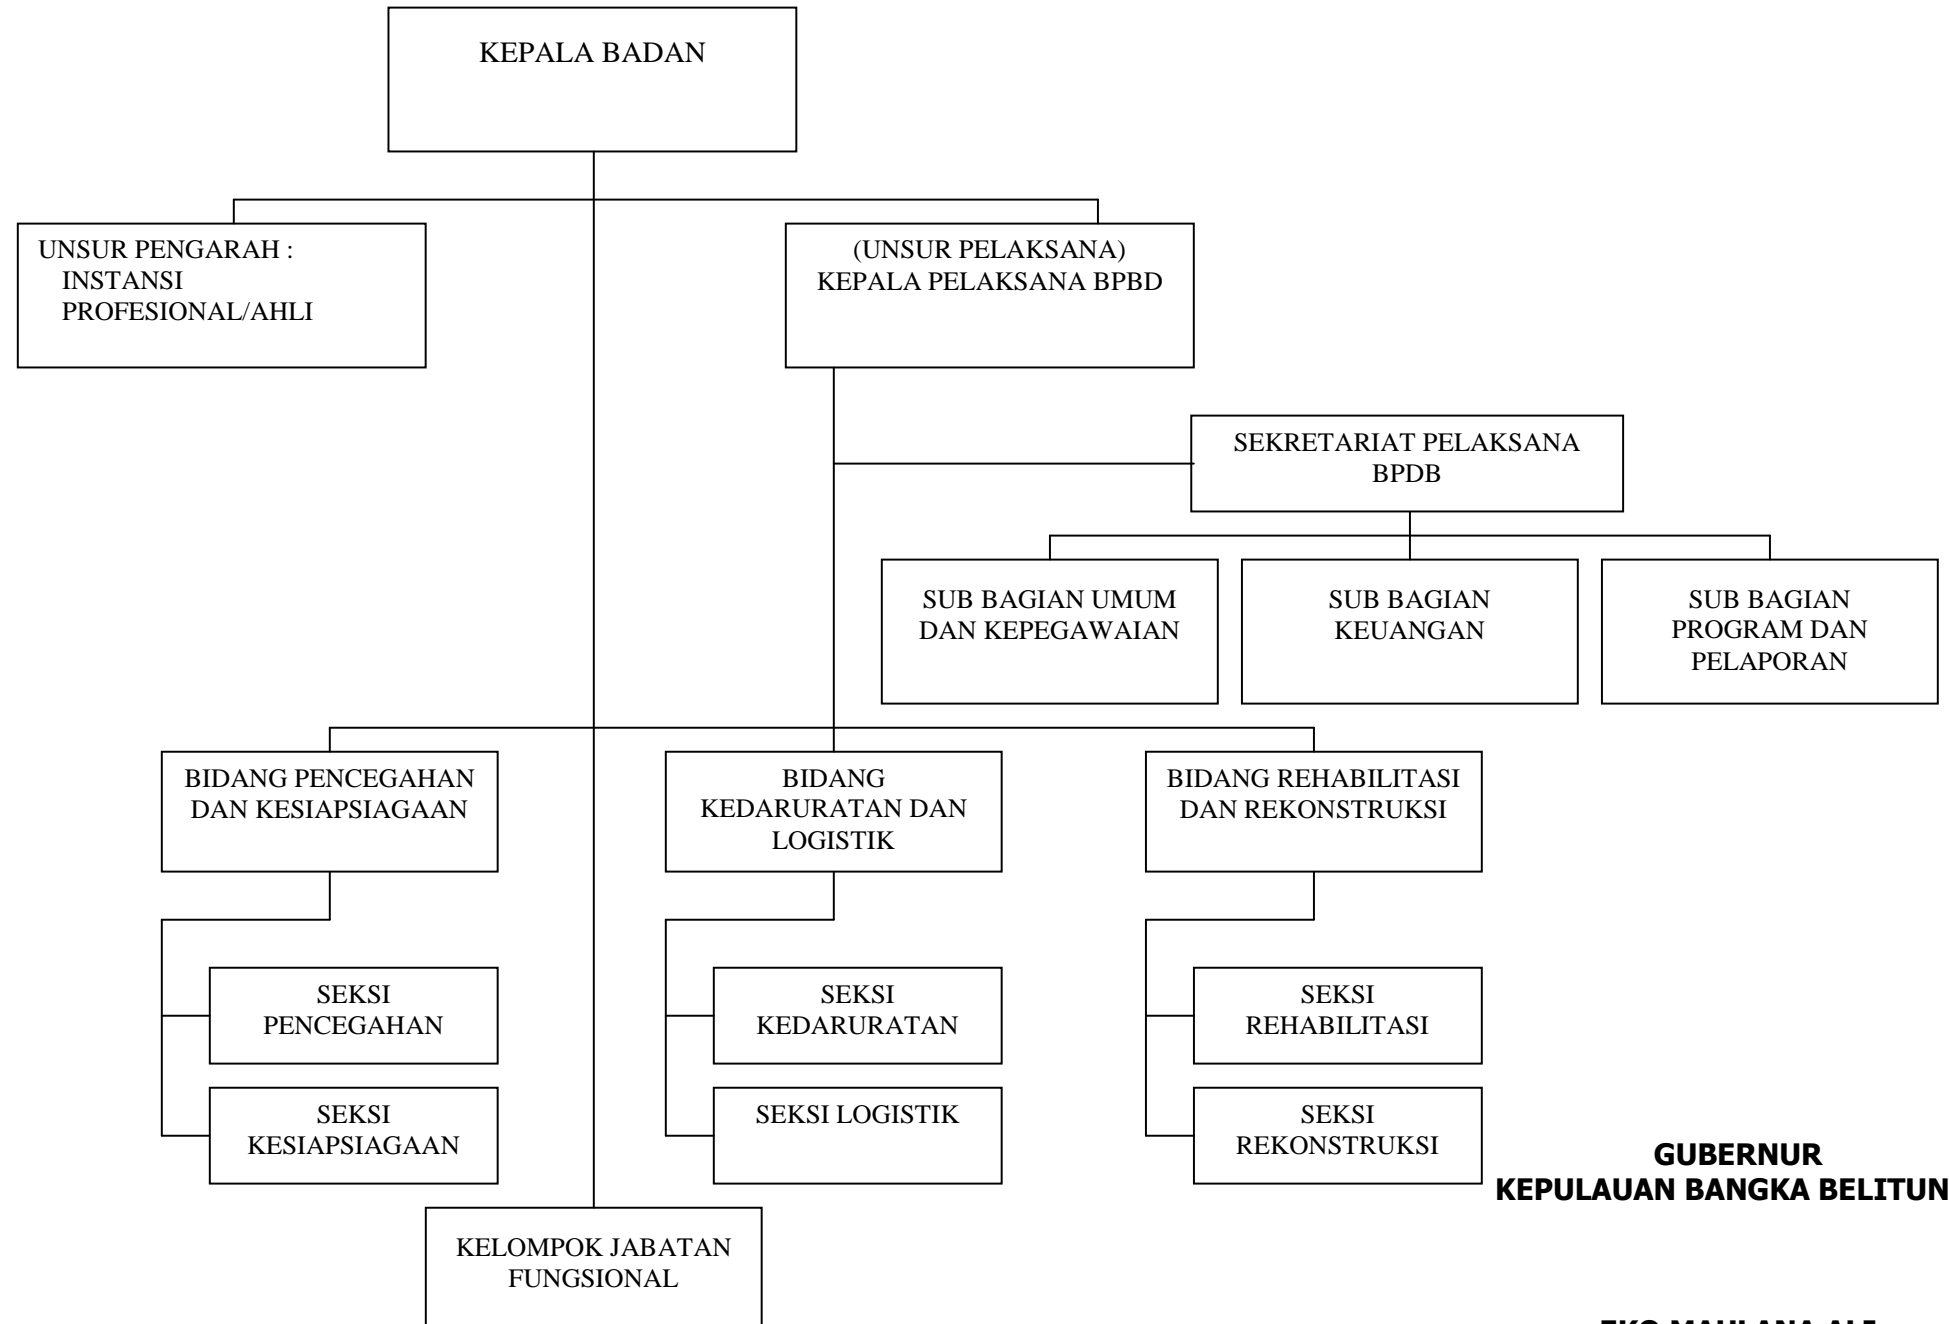 KEPALA BADAN
UNSUR PENGARAH :
INSTANSI
PROFESIONAL/AHLI
(UNSUR PELAKSANA)
KEPALA PELAKSANA BPBD
SEKRETARIAT PELAKSANA
BPDB
SUB BAGIAN UMUM
DAN KEPEGAWAIAN
SUB BAGIAN
KEUANGAN
SUB BAGIAN
PROGRAM DAN
PELAPORAN
BIDANG PENCEGAHAN
DAN KESIAPSIAGAAN
BIDANG
KEDARURATAN DAN
LOGISTIK
BIDANG REHABILITASI
DAN REKONSTRUKSI
SEKSI
PENCEGAHAN
SEKSI
KEDARURATAN
SEKSI
REHABILITASI
SEKSI
KESIAPSIAGAAN
SEKSI LOGISTIK
SEKSI
REKONSTRUKSI
GUBERNUR
KEPULAUAN BANGKA BELITUN
KELOMPOK JABATAN
FUNGSIONAL
EKO MAULANA ALI